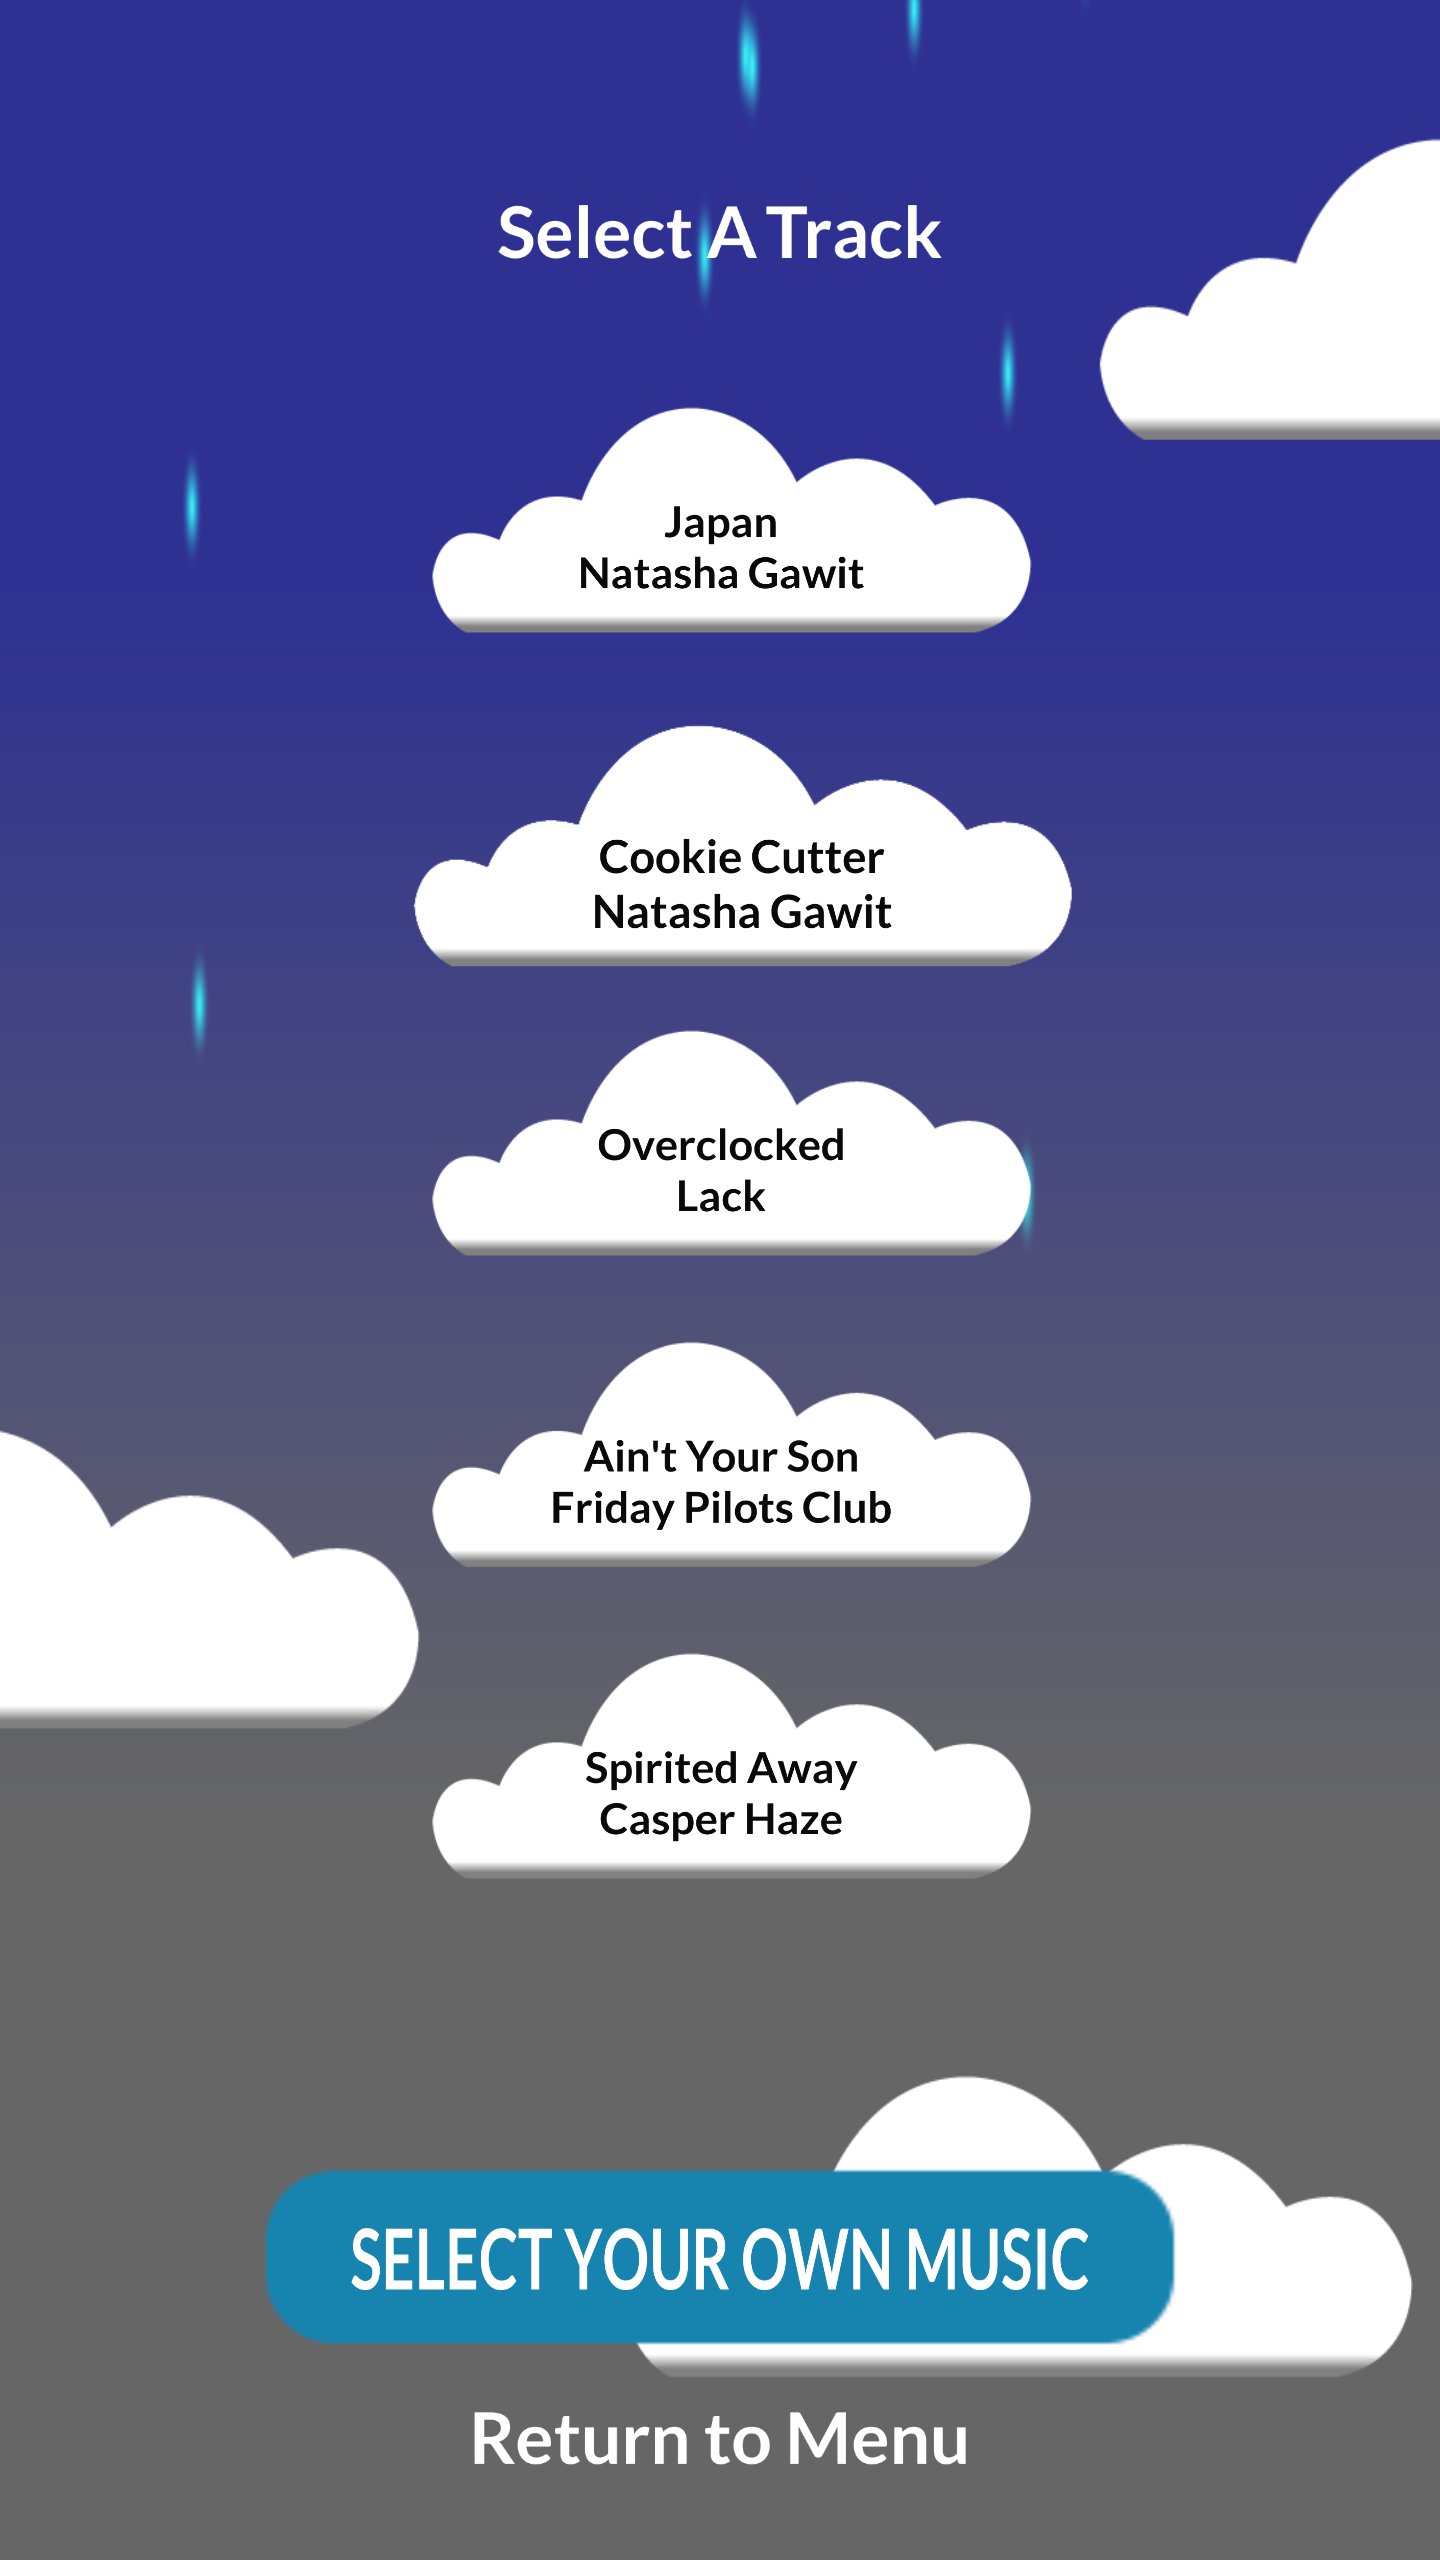 Select A Track
Japan
Natasha Gawit
Cookie Cutter
Natasha Gawit
Overclocked
Lack
Ain't Your Son
Friday Pilots Club
Spirited Away
Casper Haze
SELECT YOUR OWN MUSIC
Return to Menu